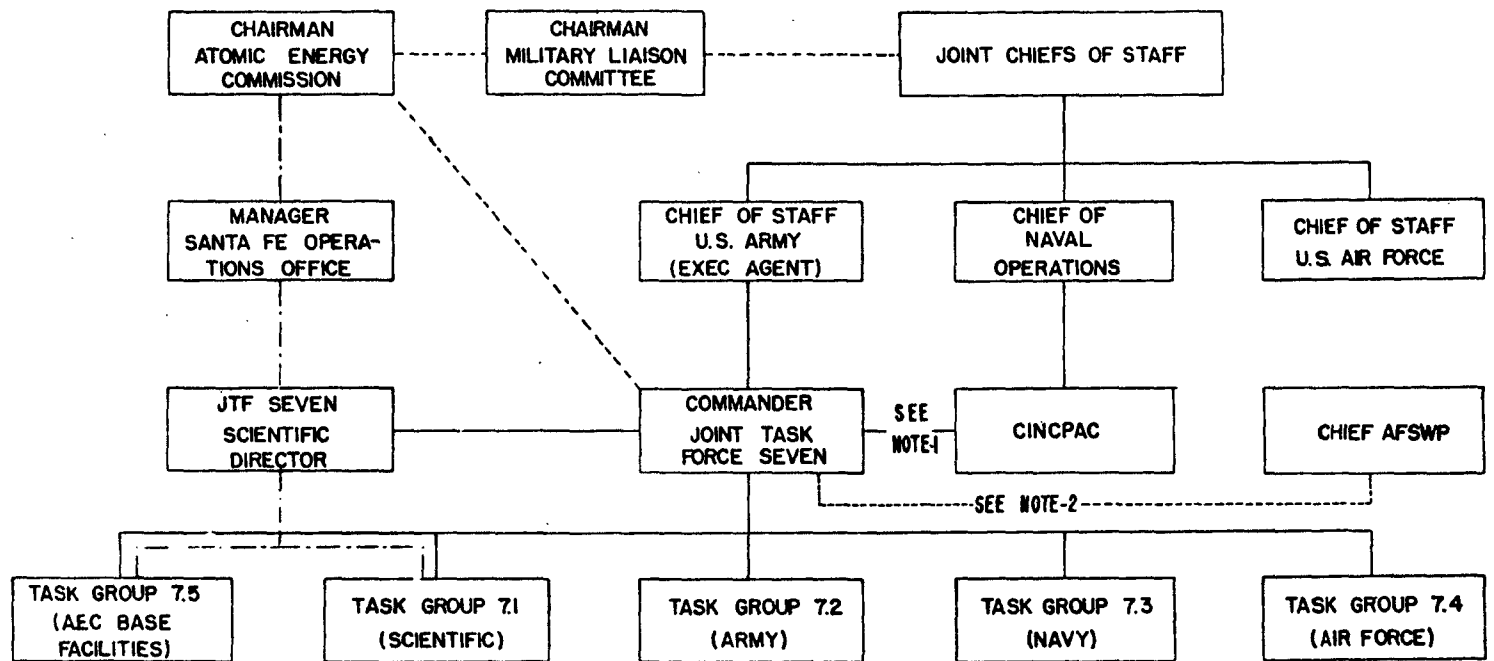 CHAIRMAN
ATOMIC ENERGY
COMMISSION
CHAIRMAN
MILITARY LIAISON
COMMITTEE
JOINT CHIEFS OF STAFF
MANAGER
SANTA FE OPERA-
TIONS OFFICE
CHIEF OF STAFF
U.S. ARMY
(EXEC AGENT)
CHIEF OF
NAVAL
OPERATIONS
CHIEF OF STAFF
U.S. AIR FORCE
JTF SEVEN
SCIENTIFIC
DIRECTOR
COMMANDER
JOINT TASK
FORCE SEVEN
SEE
NOTE-1
CINCPAC
CHIEF AFSWP
SEE NOTE-2
TASK GROUP 7.5
(AEC BASE
FACILITIES)
TASK GROUP 7.1
(SCIENTIFIC)
TASK GROUP 7.2
(ARMY)
TASK GROUP 7.3
(NAVY)
TASK GROUP 7.4
(AIR FORCE)